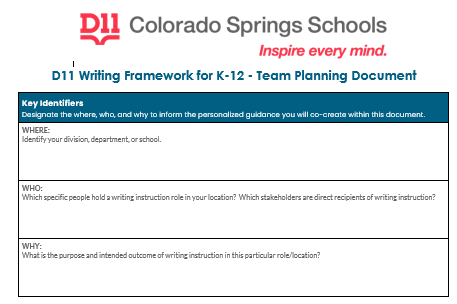 D11 Colorado Springs Schools
Inspire every mind.
D11 Writing Framework for K-12 - Team Planning Document
Key Identifiers
Designate the where, who, and why to inform the personalized guidance you will co-create within this document.
WHERE:
Identify your division, department, or school.
WHO:
Which specific people hold a writing instruction role in your location? Which stakeholders are direct recipients of writing instruction?
WHY:
What is the purpose and intended outcome of writing instruction in this particular role/location?